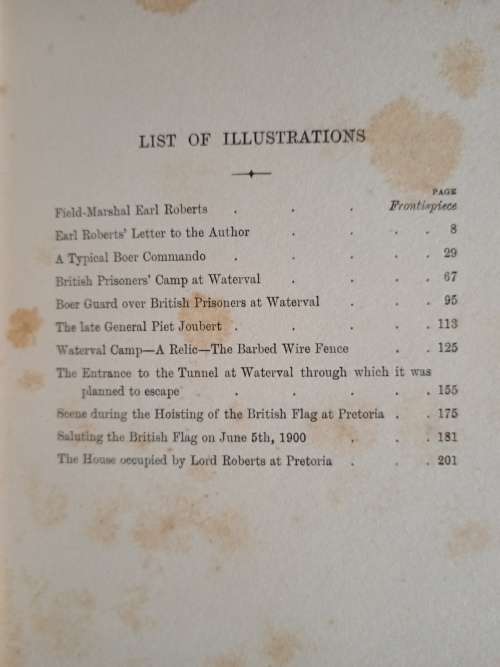 LIST OF ILLUSTRATIONS
PAGE
Field-Marshal Earl Roberts . . . Frontispiece
Earl Roberts' Letter to the Author . . . . 8
A Typical Boer Commando . . . . . 29
British Prisoners' Camp at Waterval . . . . 67
Boer Guard over British Prisoners at Waterval . . . 95
The late General Piet Joubert . . . . . 113
Waterval Camp—A Relic—The Barbed Wire Fence . . 125
The Entrance to the Tunnel at Waterval through which it was
planned to escape . . . . . 155
Scene during the Hoisting of the British Flag at Pretoria . . 175
Saluting the British Flag on June 5th, 1900 . . . 181
The House occupied by Lord Roberts at Pretoria . . . 201